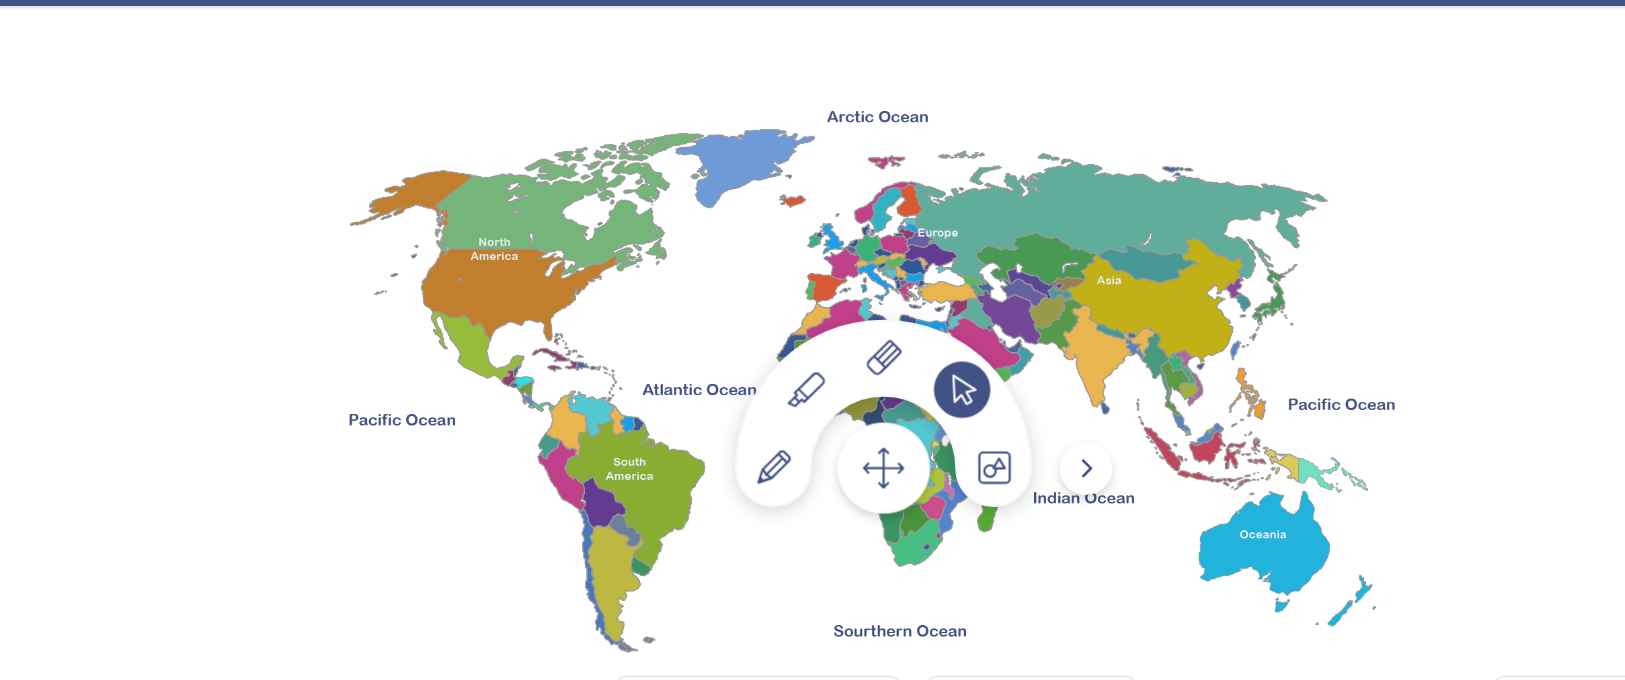 Arctic Ocean
Europe
North
America
Asia
Atlantic Ocean
Pacific Ocean
Pacific Ocean
South
America
Indian Ocean
Oceania
Sourthern Ocean